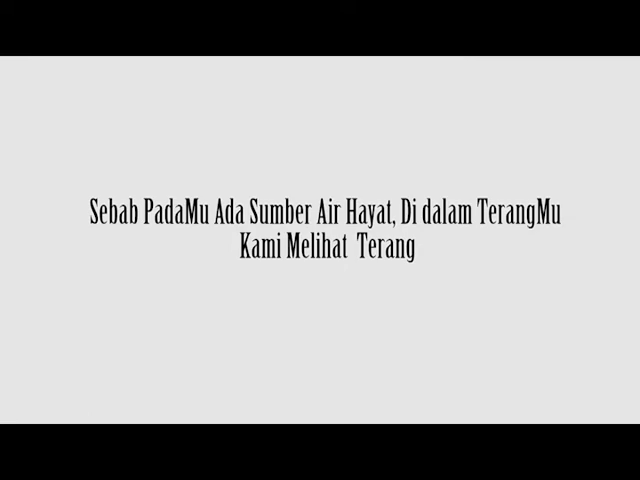 Sebab PadaMu Ada Sumber Air Hayat, Di dalam TerangMu
Kami Melihat Terang